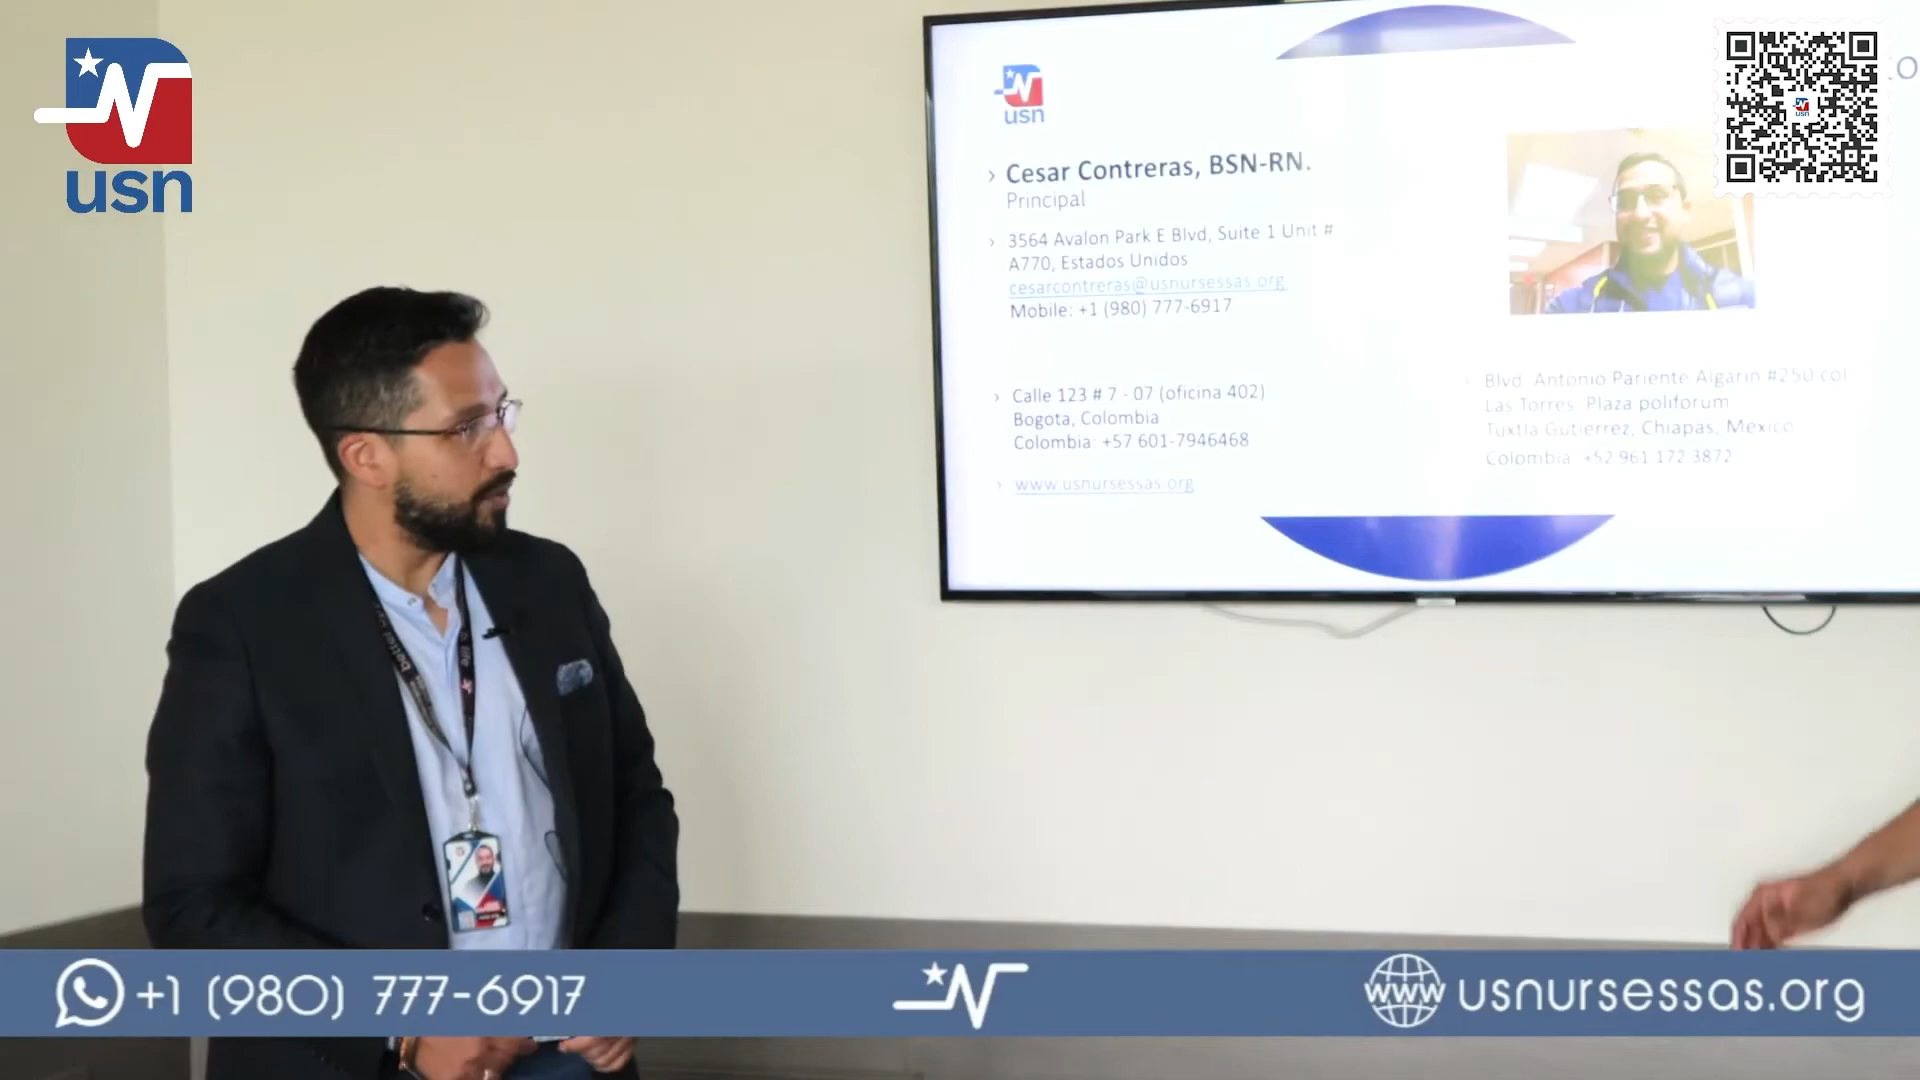 usn
usn
Cesar Contreras, BSN-RN.
Principal
3564 Avalon Park E Blvd, Suite 1 Unit #
A770, Estados Unidos
cesarcontreras@usnursessas.org
Mobile: +1 (980) 777-6917
Calle 123 # 7 - 07 (oficina 402)
Bogota, Colombia
Colombia: +57 601-7946468
www.usnursessas.org
Blvd. Antonio Pariente Algarin #250 col
Las Torres. Plaza poliforum
Tuxtla Gutierrez, Chiapas, Mexico
Colombia: +52 961 172 3872
usn
better
life
+1 (980) 777-6917
www usnursessas.org